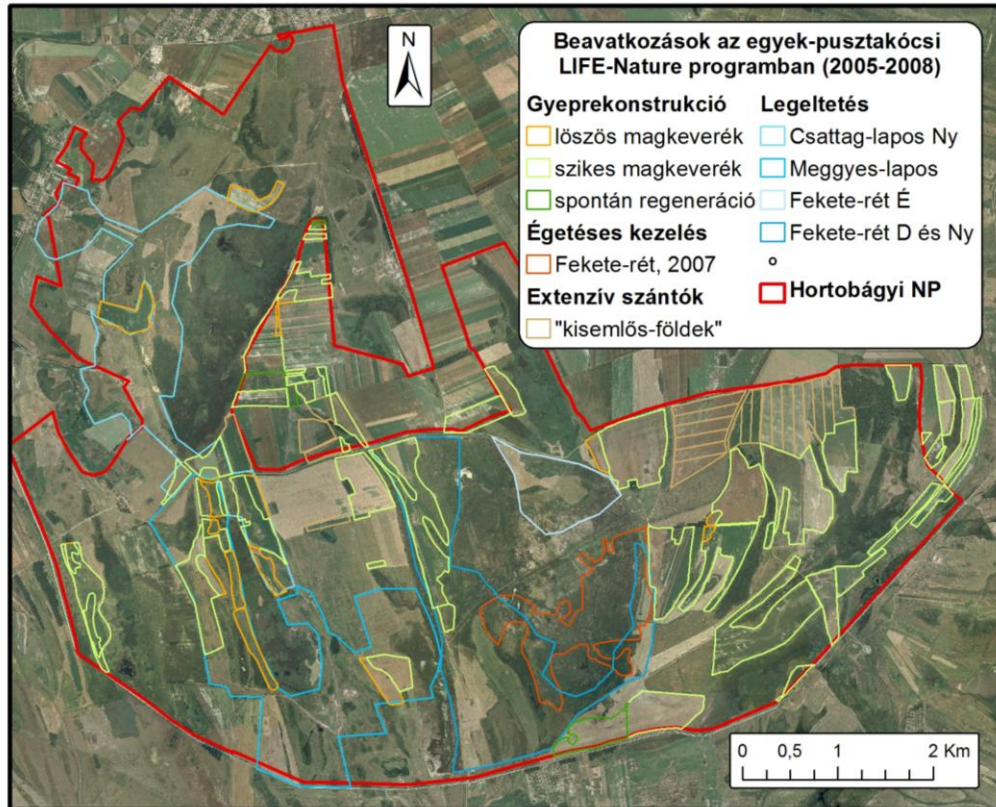 N
Beavatkozások az egyek-pusztakócsi
LIFE-Nature programban (2005-2008)
Gyeprekonstrukció
löszös magkeverék
szikes magkeverék
spontán regeneráció
Égetéses kezelés
Fekete-rét, 2007
Extenzív szántók
"kisemlős-földek"
Legeltetés
Csattag-lapos Ny
Meggyes-lapos
Fekete-rét É
Fekete-rét D és Ny
Hortobágyi NP
0 0,5 1 2 Km